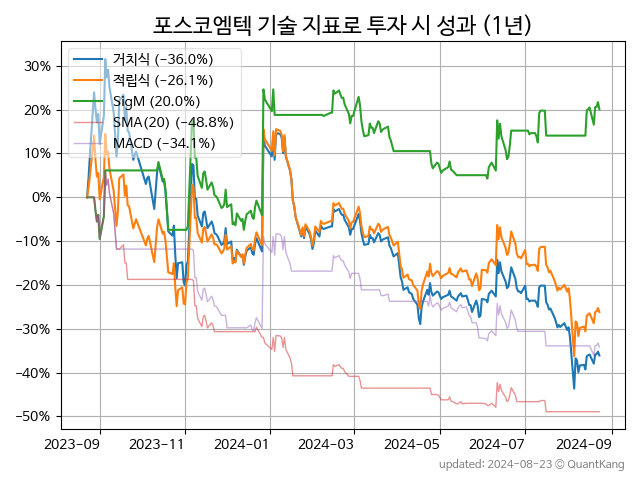 포스코엠텍 기술 지표로 투자 시 성과 (1년)
거치식 (−36.0%)
적립식 (−26.1%)
SigM (20.0%)
SMA(20) (−48.8%)
MACD (−34.1%)
30%
20%
10%
0%
−10%
−20%
−30%
−40%
−50%
2023-09 2023-11 2024-01 2024-03 2024-05 2024-07 2024-09
updated: 2024-08-23 ⓒ QuantKang